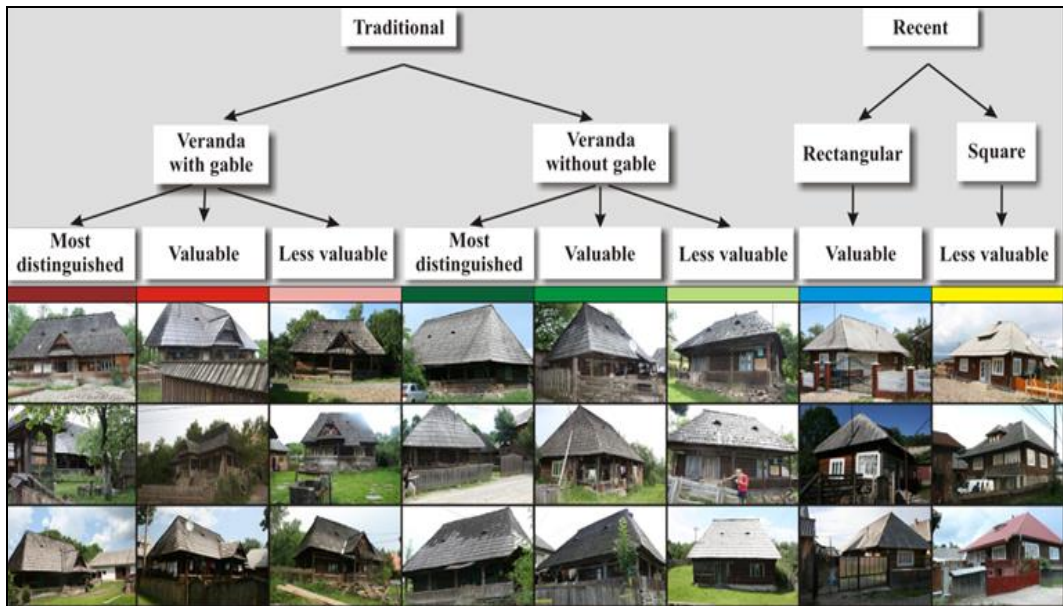 Traditional
Recent
Veranda
with gable
Veranda
without gable
Rectangular
Square
Most
distinguished
Valuable
Less valuable
Most
distinguished
Valuable
Less valuable
Valuable
Less valuable